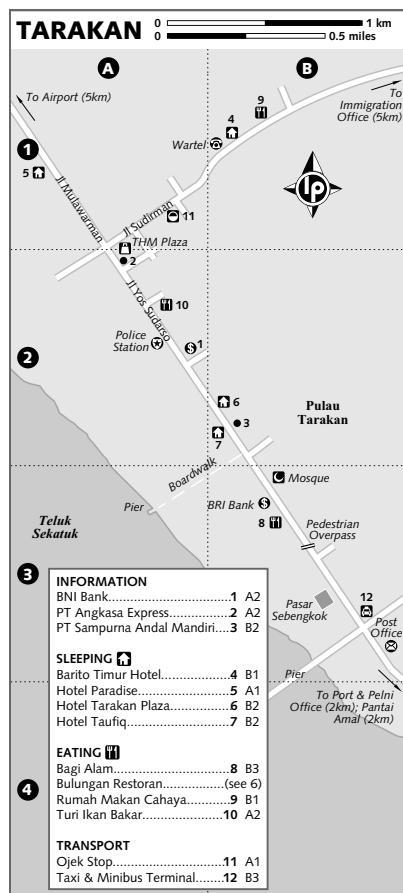 TARAKAN
0 1 km
0 0.5 miles
A
B
To Airport (5km)
To
Immigration
Office (5km)
9
4
Wartel
1
5
Jl Mulawarman
Jl Sudirman
11
lp
THM Plaza
2
10
Jl Yos Sudarso
Police
Station
1
2
6
3
7
Pulau
Tarakan
Boardwalk
Mosque
Pier
BRI Bank
8
Teluk
Sekatuk
Pedestrian
Overpass
3
12
Pasar
Sebengkok
Post
Office
Pier
To Port & Pelni
Office (2km); Pantai
Amal (2km)
4
INFORMATION
BNI Bank........................1 A2
PT Angkasa Express..............2 A2
PT Sampurna Andal Mandiri....3 B2
SLEEPING
Barito Timur Hotel................4 B1
Hotel Paradise......................5 A1
Hotel Tarakan Plaza..............6 B2
Hotel Taufiq.........................7 B2
EATING
Bagi Alam............................8 B3
Bulungan Restoran..............(see 6)
Rumah Makan Cahaya..........9 B1
Turi Ikan Bakar....................10 A2
TRANSPORT
Ojek Stop............................11 A1
Taxi & Minibus Terminal.......12 B3